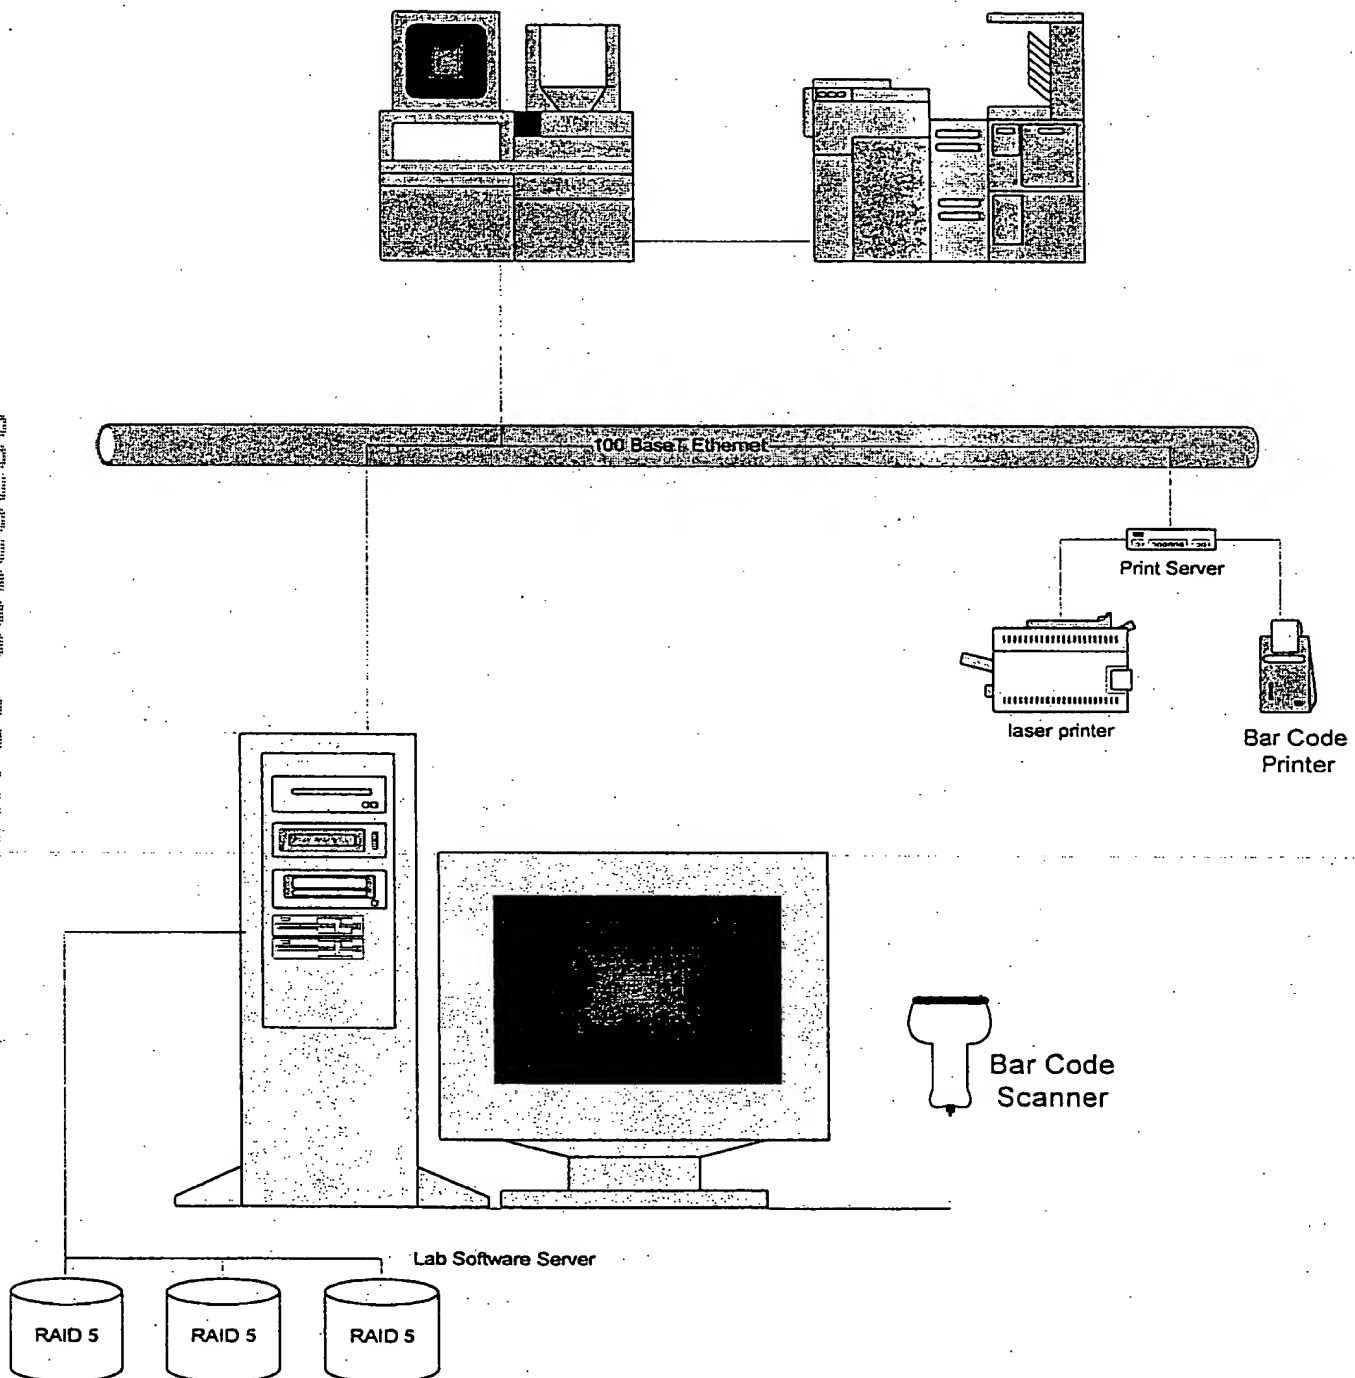 100 BaseT Ethernet
Print Server
laser printer
Bar Code
Printer
Bar Code
Scanner
Lab Software Server
RAID 5
RAID 5
RAID 5